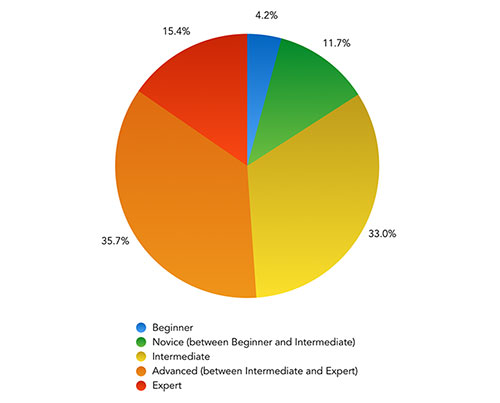 4.2%
15.4%
11.7%
33.0%
35.7%
Beginner
Novice (between Beginner and Intermediate)
Intermediate
Advanced (between Intermediate and Expert)
Expert